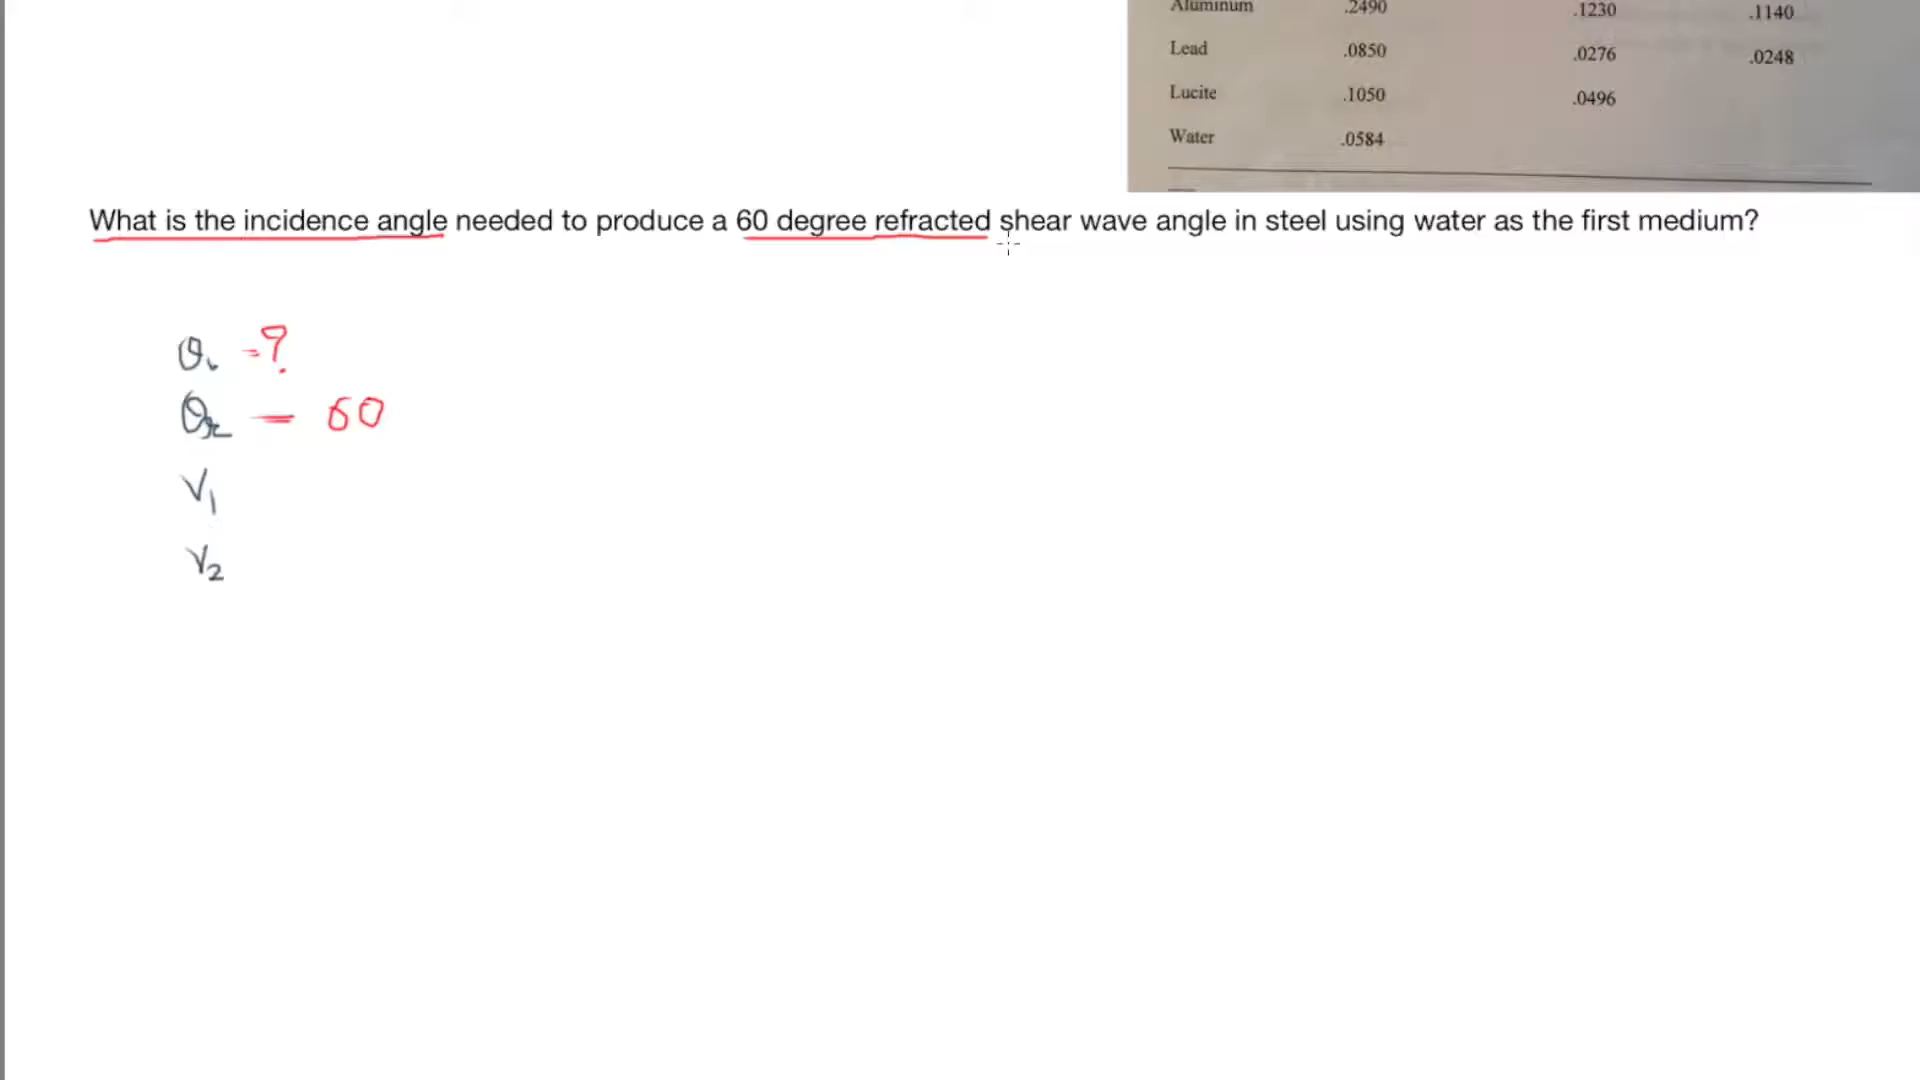 Aluminum .2490 .1230 .1140
Lead .0850 .0276 .0248
Lucite .1050 .0496
Water .0584
What is the incidence angle needed to produce a 60 degree refracted shear wave angle in steel using water as the first medium?
θi =?
θr = 60
V1
V2